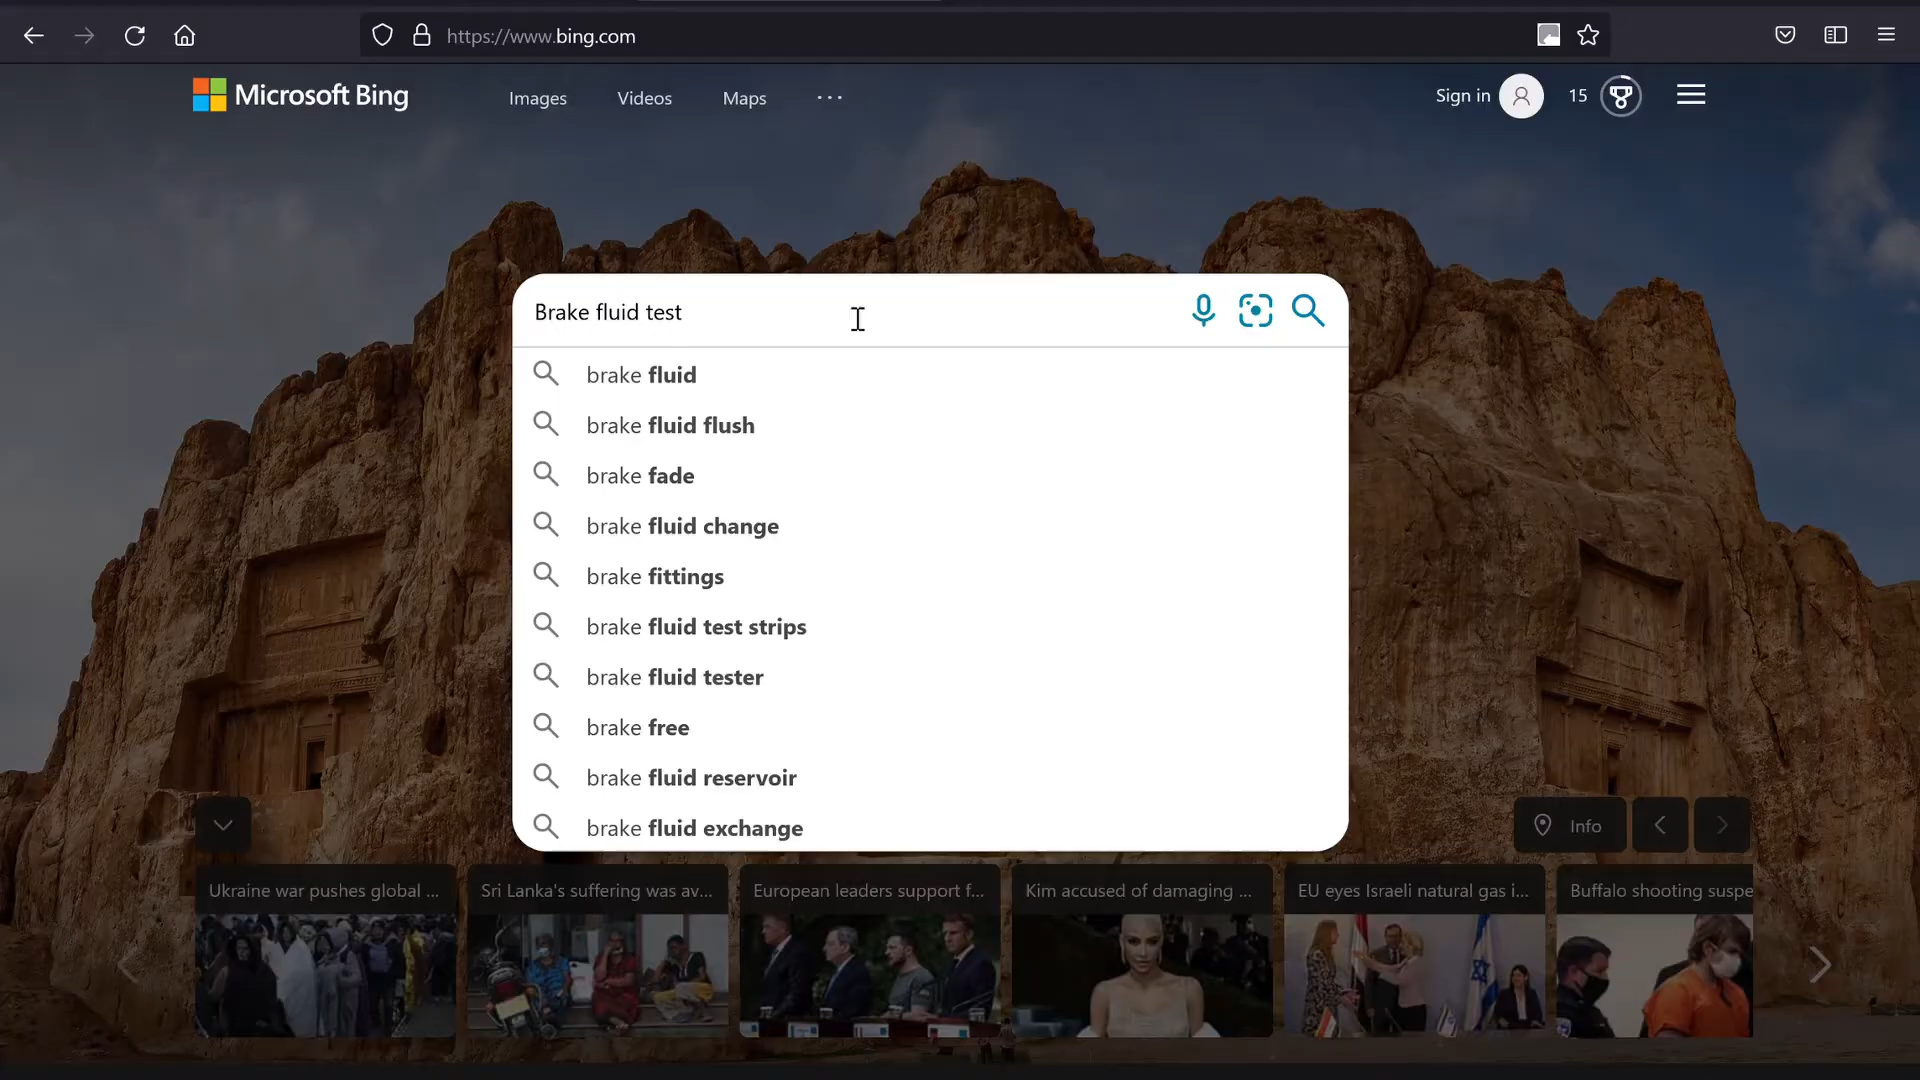 https://www.bing.com
Microsoft Bing
Images
Videos
Maps
Sign in
15
Brake fluid test
brake fluid
brake fluid flush
brake fade
brake fluid change
brake fittings
brake fluid test strips
brake fluid tester
brake free
brake fluid reservoir
brake fluid exchange
Info
Ukraine war pushes global ...
Sri Lanka's suffering was av...
European leaders support f...
Kim accused of damaging ...
EU eyes Israeli natural gas i...
Buffalo shooting suspe